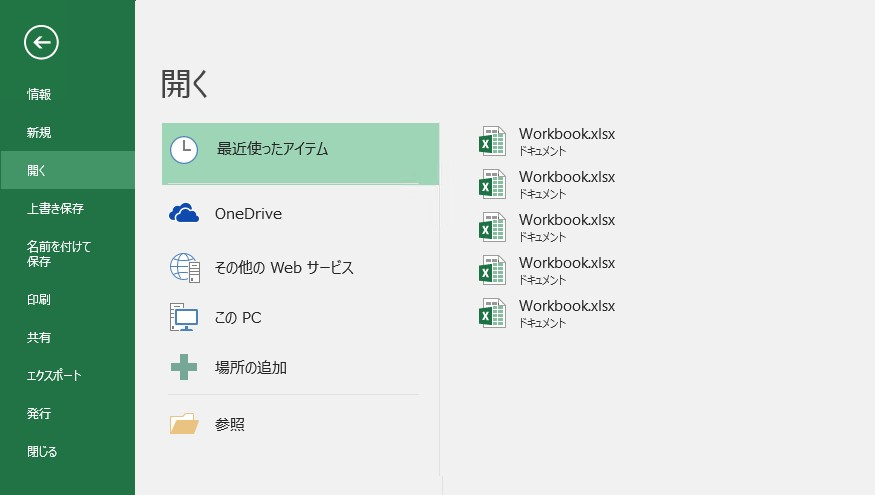 情報
新規
開く
上書き保存
名前を付けて
保存
印刷
共有
エクスポート
発行
閉じる
開く
最近使ったアイテム
OneDrive
その他の Web サービス
この PC
場所の追加
参照
Workbook.xlsx
ドキュメント
Workbook.xlsx
ドキュメント
Workbook.xlsx
ドキュメント
Workbook.xlsx
ドキュメント
Workbook.xlsx
ドキュメント